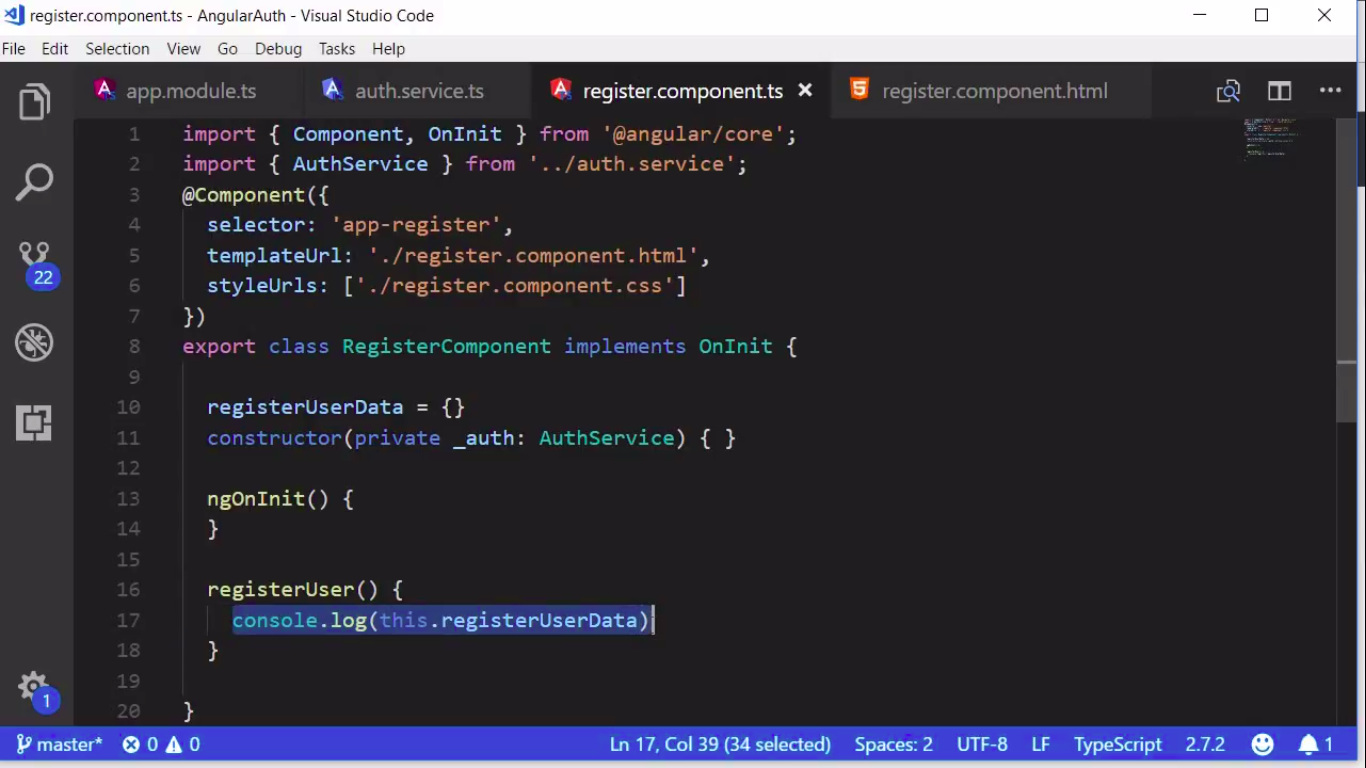 register.component.ts - AngularAuth - Visual Studio Code
File Edit Selection View Go Debug Tasks Help
app.module.ts auth.service.ts register.component.ts register.component.html
1 import { Component, OnInit } from '@angular/core';
2 import { AuthService } from '../auth.service';
3 @Component({
4 selector: 'app-register',
5 templateUrl: './register.component.html',
6 styleUrls: ['./register.component.css']
7 })
8 export class RegisterComponent implements OnInit {
9
10 registerUserData = {}
11 constructor(private _auth: AuthService) { }
12
13 ngOnInit() {
14 }
15
16 registerUser() {
17 console.log(this.registerUserData)
18 }
19
20 }
22
1
master* 0 0 Ln 17, Col 39 (34 selected) Spaces: 2 UTF-8 LF TypeScript 2.7.2 1